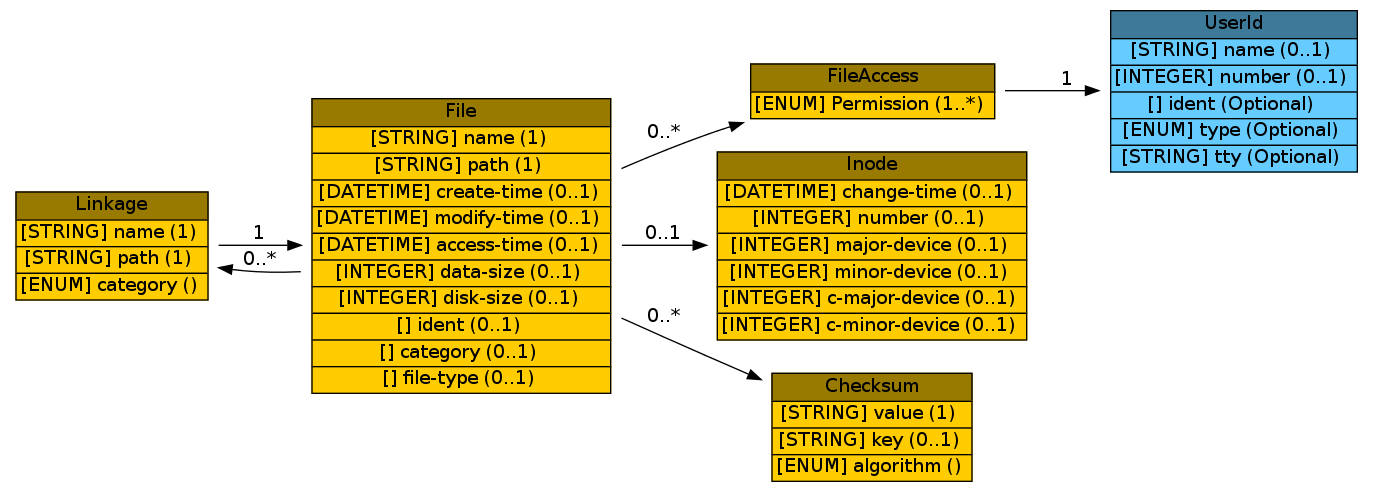 Linkage
[STRING] name (1)
[STRING] path (1)
[ENUM] category ()
1
0..*
File
[STRING] name (1)
[STRING] path (1)
[DATETIME] create-time (0..1)
[DATETIME] modify-time (0..1)
[DATETIME] access-time (0..1)
[INTEGER] data-size (0..1)
[INTEGER] disk-size (0..1)
[] ident (0..1)
[] category (0..1)
[] file-type (0..1)
0..*
0..1
0..*
FileAccess
[ENUM] Permission (1..*)
1
UserId
[STRING] name (0..1)
[INTEGER] number (0..1)
[] ident (Optional)
[ENUM] type (Optional)
[STRING] tty (Optional)
Inode
[DATETIME] change-time (0..1)
[INTEGER] number (0..1)
[INTEGER] major-device (0..1)
[INTEGER] minor-device (0..1)
[INTEGER] c-major-device (0..1)
[INTEGER] c-minor-device (0..1)
Checksum
[STRING] value (1)
[STRING] key (0..1)
[ENUM] algorithm ()